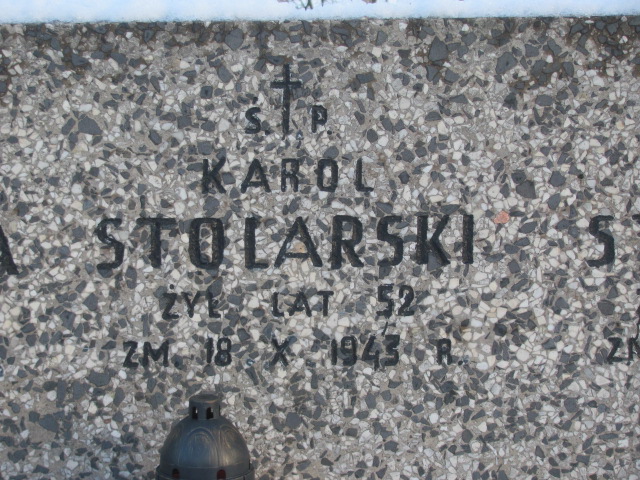 Ś. P.
KAROL
STOLARSKI
ŻYŁ LAT 52
ZM. 18 X 1943 R.